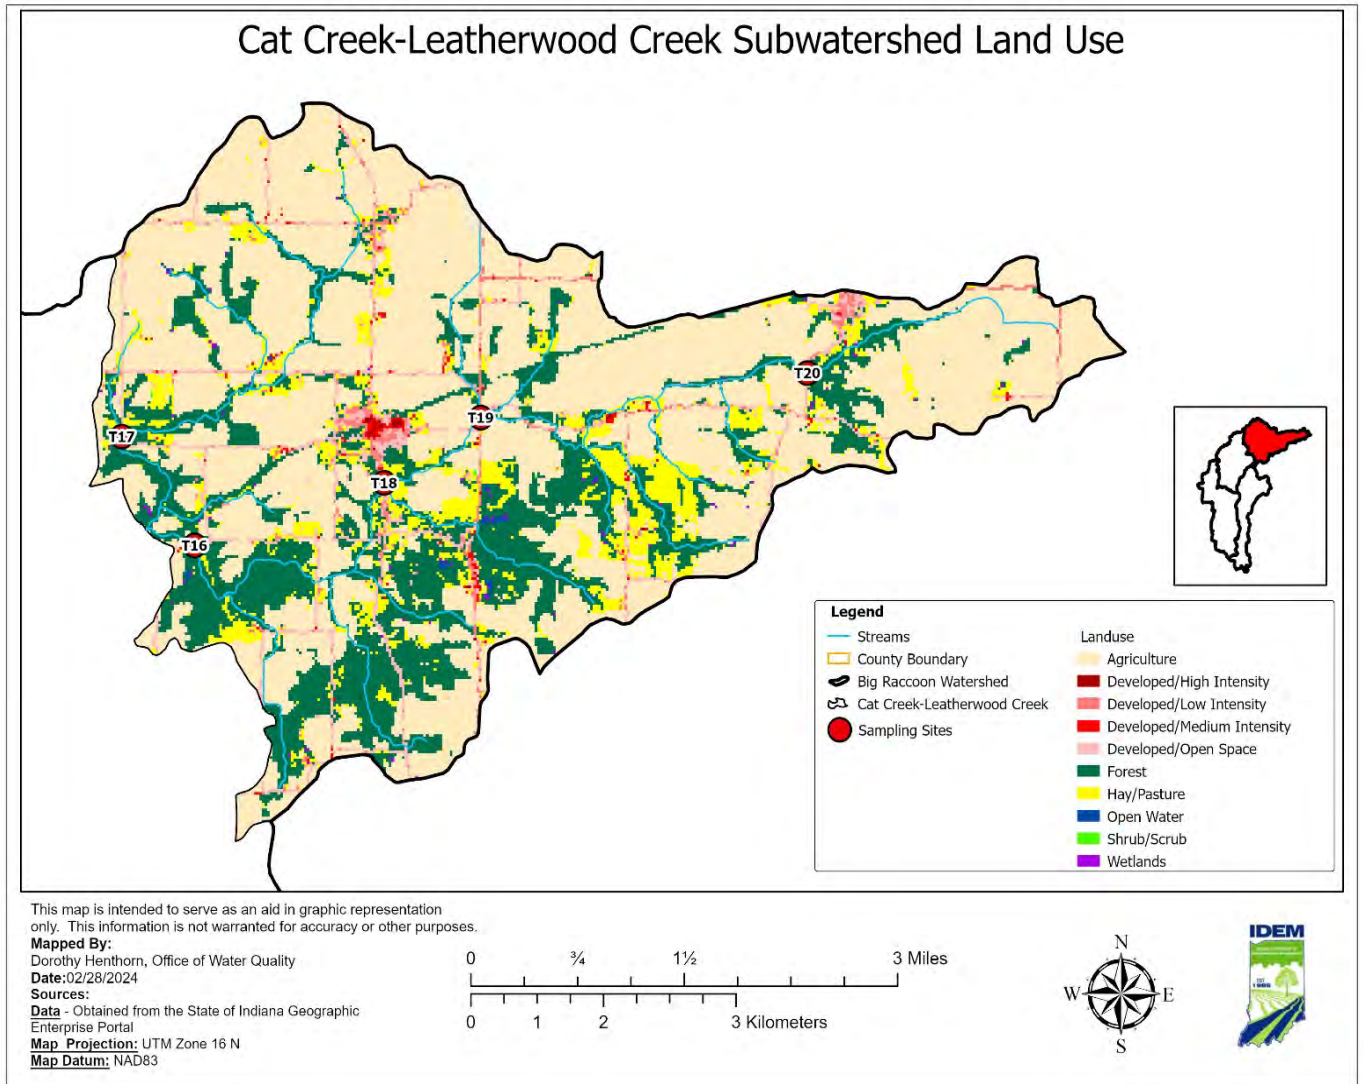 Cat Creek-Leatherwood Creek Subwatershed Land Use
T20
T19
T17
T18
T16
Legend
Streams
County Boundary
Big Raccoon Watershed
Cat Creek-Leatherwood Creek
Sampling Sites
Landuse
Agriculture
Developed/High Intensity
Developed/Low Intensity
Developed/Medium Intensity
Developed/Open Space
Forest
Hay/Pasture
Open Water
Shrub/Scrub
Wetlands
This map is intended to serve as an aid in graphic representation
only. This information is not warranted for accuracy or other purposes.
Mapped By:
Dorothy Henthorn, Office of Water Quality
Date:02/28/2024
Sources:
Data - Obtained from the State of Indiana Geographic
Enterprise Portal
Map Projection: UTM Zone 16 N
Map Datum: NAD83
0 ¾ 1½ 3 Miles
0 1 2 3 Kilometers
N
W E
S
IDEM
1986